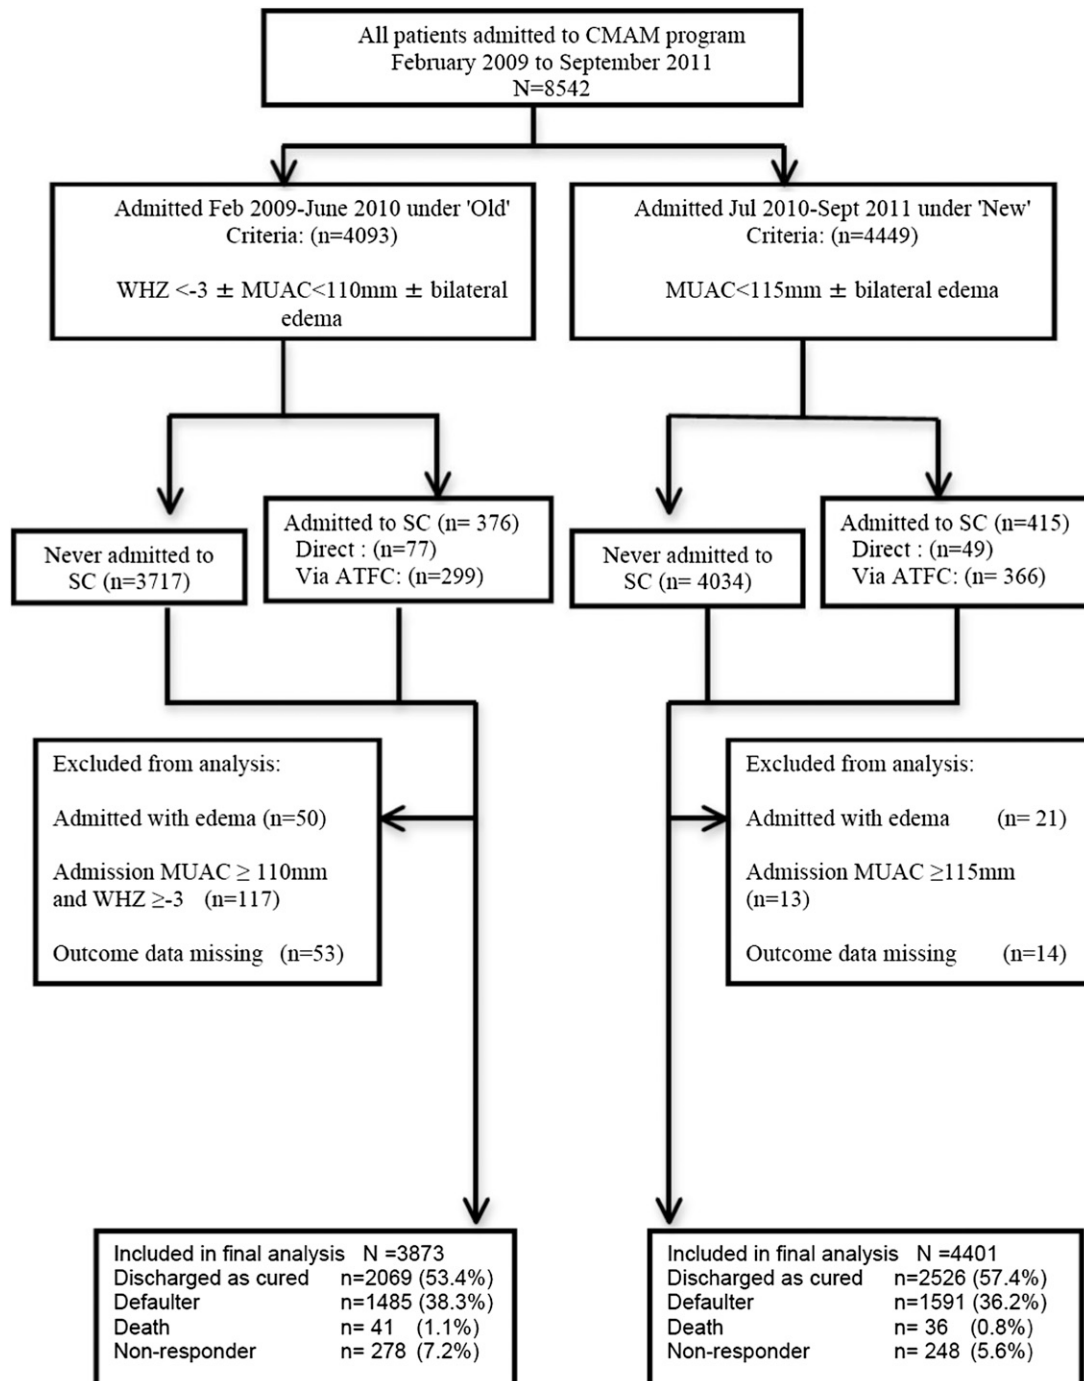 All patients admitted to CMAM program
February 2009 to September 2011
N=8542
Admitted Feb 2009-June 2010 under 'Old'
Criteria: (n=4093)
WHZ <-3 ± MUAC<110mm ± bilateral
edema
Admitted Jul 2010-Sept 2011 under 'New'
Criteria: (n=4449)
MUAC<115mm ± bilateral edema
Never admitted to
SC (n=3717)
Admitted to SC (n= 376)
Direct : (n=77)
Via ATFC: (n=299)
Never admitted to
SC (n= 4034)
Admitted to SC (n=415)
Direct : (n=49)
Via ATFC: (n= 366)
Excluded from analysis:
Admitted with edema (n=50)
Admission MUAC ≥ 110mm
and WHZ ≥-3 (n=117)
Outcome data missing (n=53)
Excluded from analysis:
Admitted with edema (n= 21)
Admission MUAC ≥115mm
(n=13)
Outcome data missing (n=14)
Included in final analysis N =3873
Discharged as cured n=2069 (53.4%)
Defaulter n=1485 (38.3%)
Death n= 41 (1.1%)
Non-responder n= 278 (7.2%)
Included in final analysis N =4401
Discharged as cured n=2526 (57.4%)
Defaulter n=1591 (36.2%)
Death n= 36 (0.8%)
Non-responder n= 248 (5.6%)